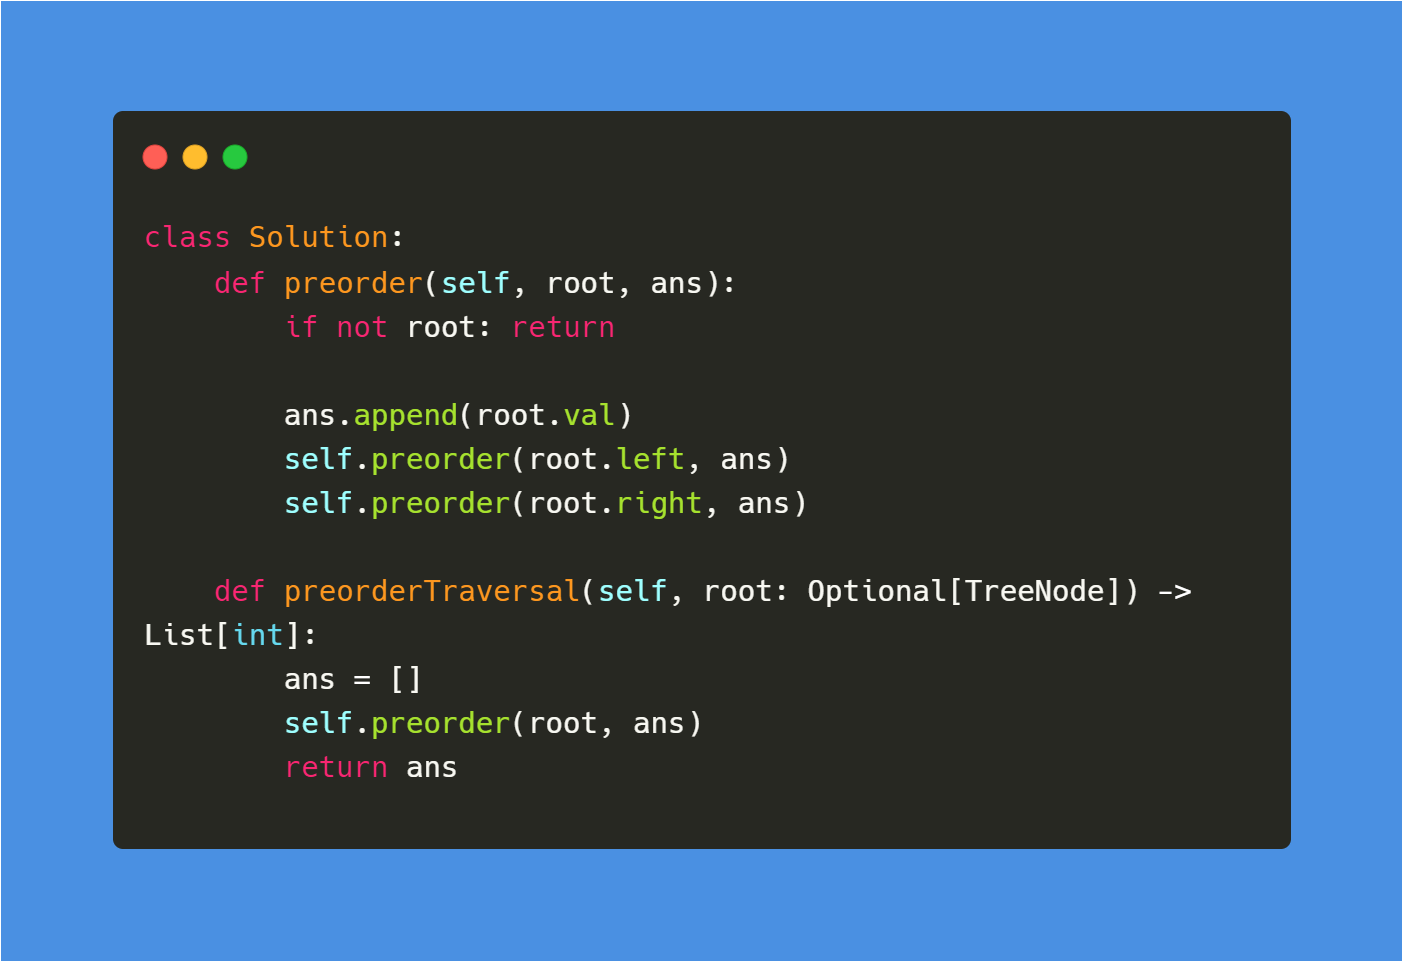 class Solution:
    def preorder(self, root, ans):
        if not root: return

        ans.append(root.val)
        self.preorder(root.left, ans)
        self.preorder(root.right, ans)

    def preorderTraversal(self, root: Optional[TreeNode]) ->
List[int]:
        ans = []
        self.preorder(root, ans)
        return ans